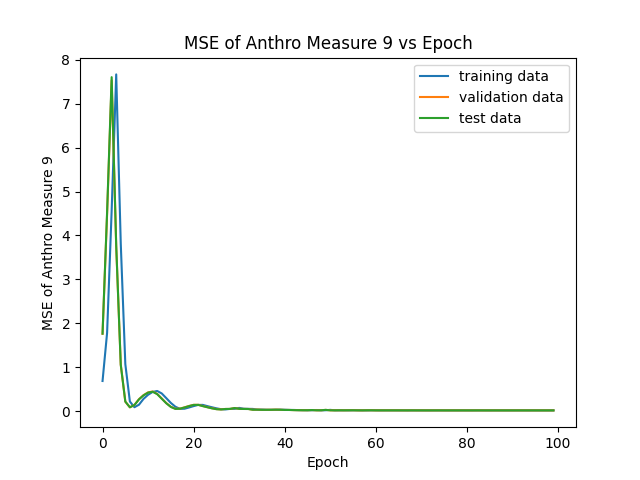 MSE of Anthro Measure 9 vs Epoch
training data
validation data
test data
MSE of Anthro Measure 9
8
7
6
5
4
3
2
1
0
0 20 40 60 80 100
Epoch